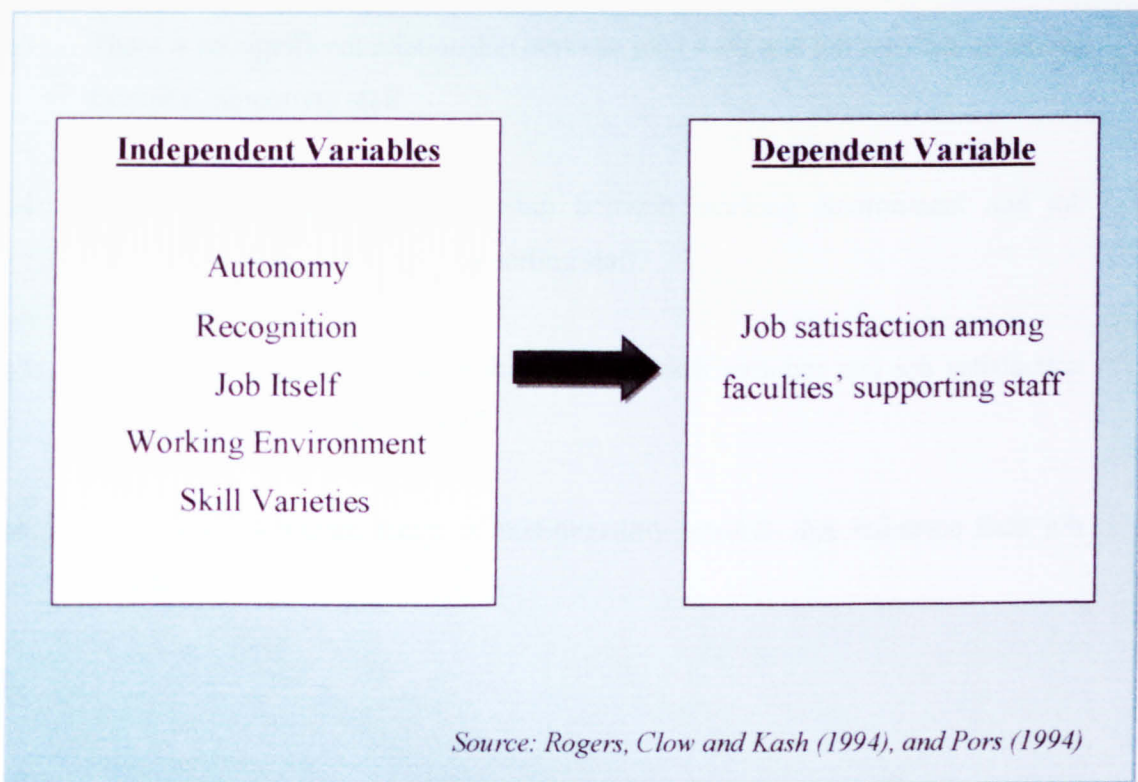 Independent Variables
Autonomy
Recognition
Job Itself
Working Environment
Skill Varieties
Dependent Variable
Job satisfaction among
faculties’ supporting staff
Source: Rogers, Clow and Kash (1994), and Pors (1994)